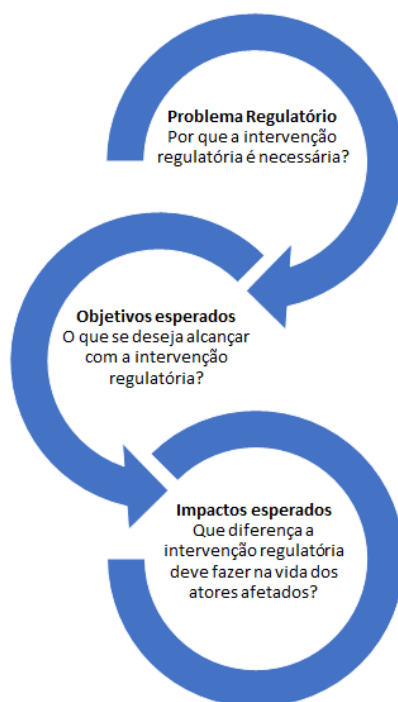 Problema Regulatório
Por que a intervenção
regulatória é necessária?
Objetivos esperados
O que se deseja alcançar
com a intervenção
regulatória?
Impactos esperados
Que diferença a
intervenção regulatória
deve fazer na vida dos
atores afetados?